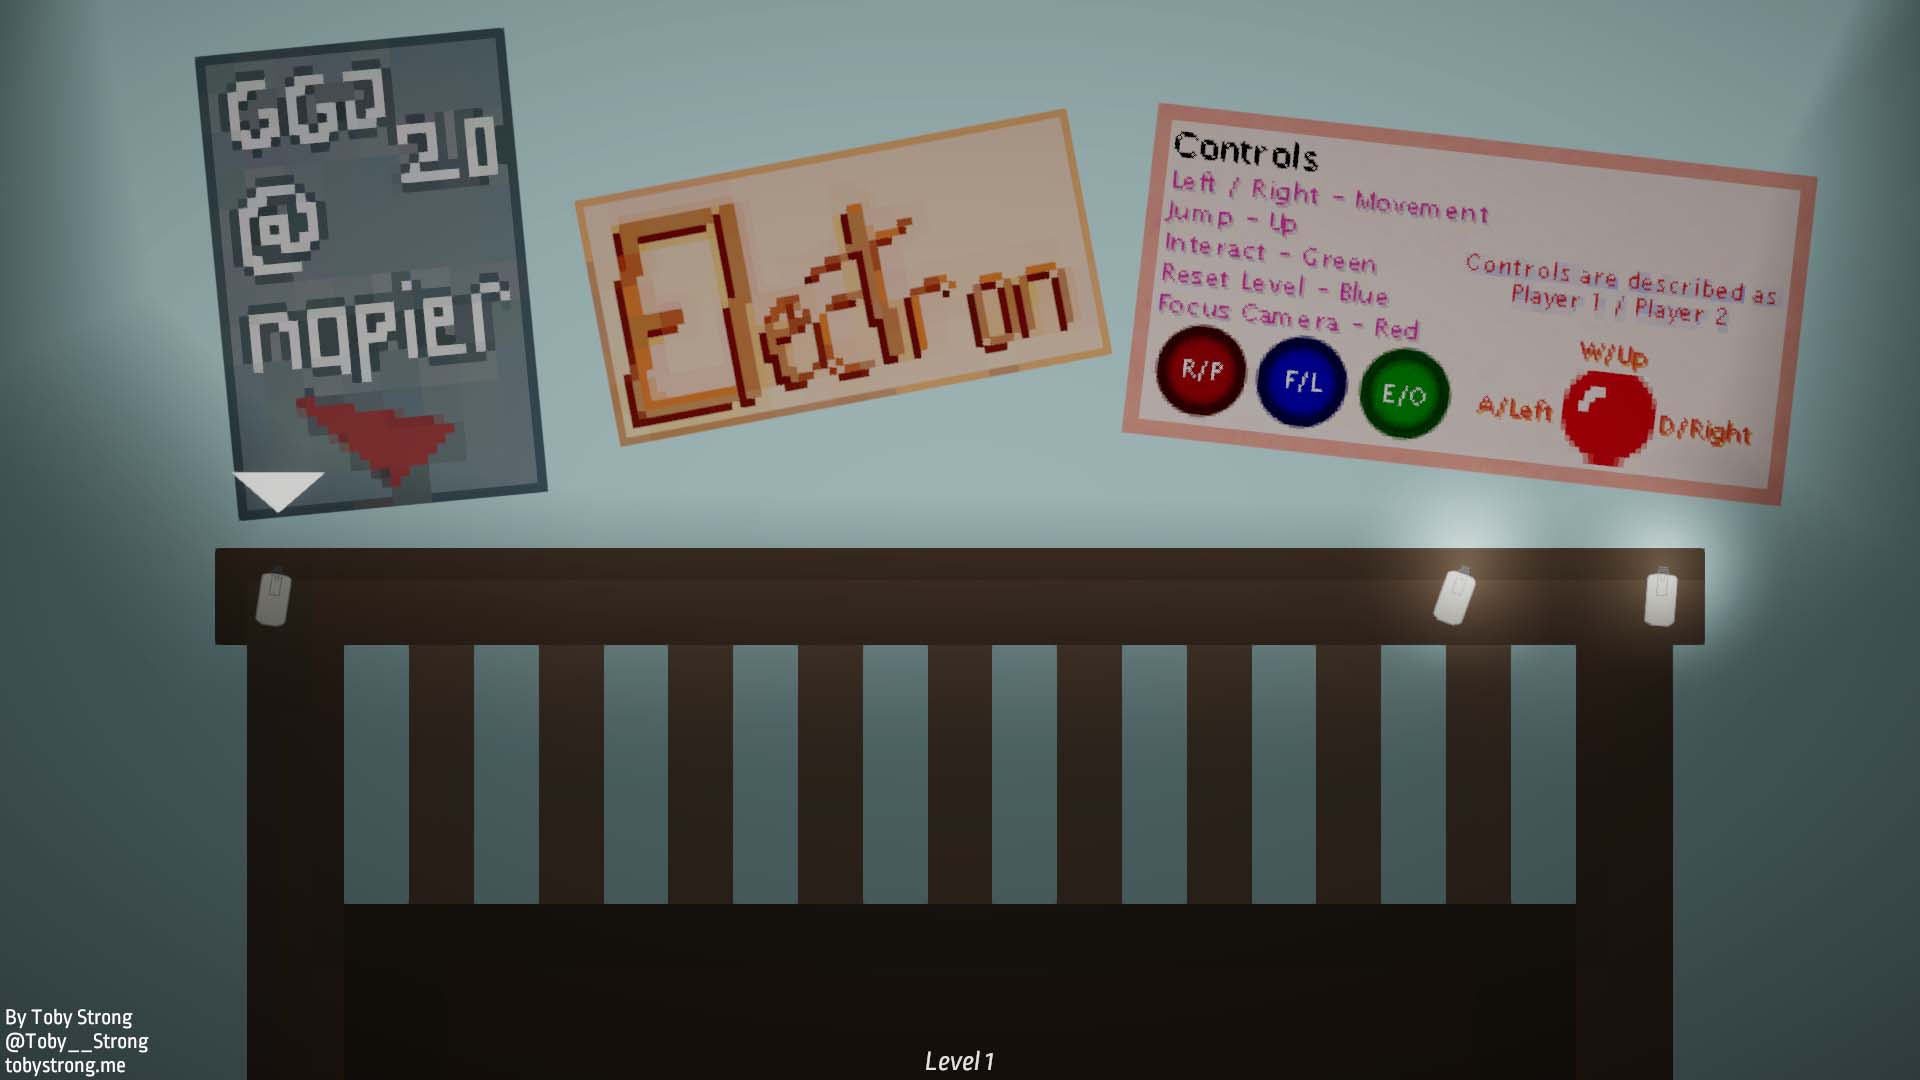 GGJ
20
@
napier
Electron
Controls
Left / Right - Movement
Jump - Up
Interact - Green
Reset Level - Blue
Focus Camera - Red
Controls are described as
Player 1 / Player 2
R/P
F/L
E/O
W/Up
A/Left
D/Right
By Toby Strong
@Toby__Strong
tobystrong.me
Level 1